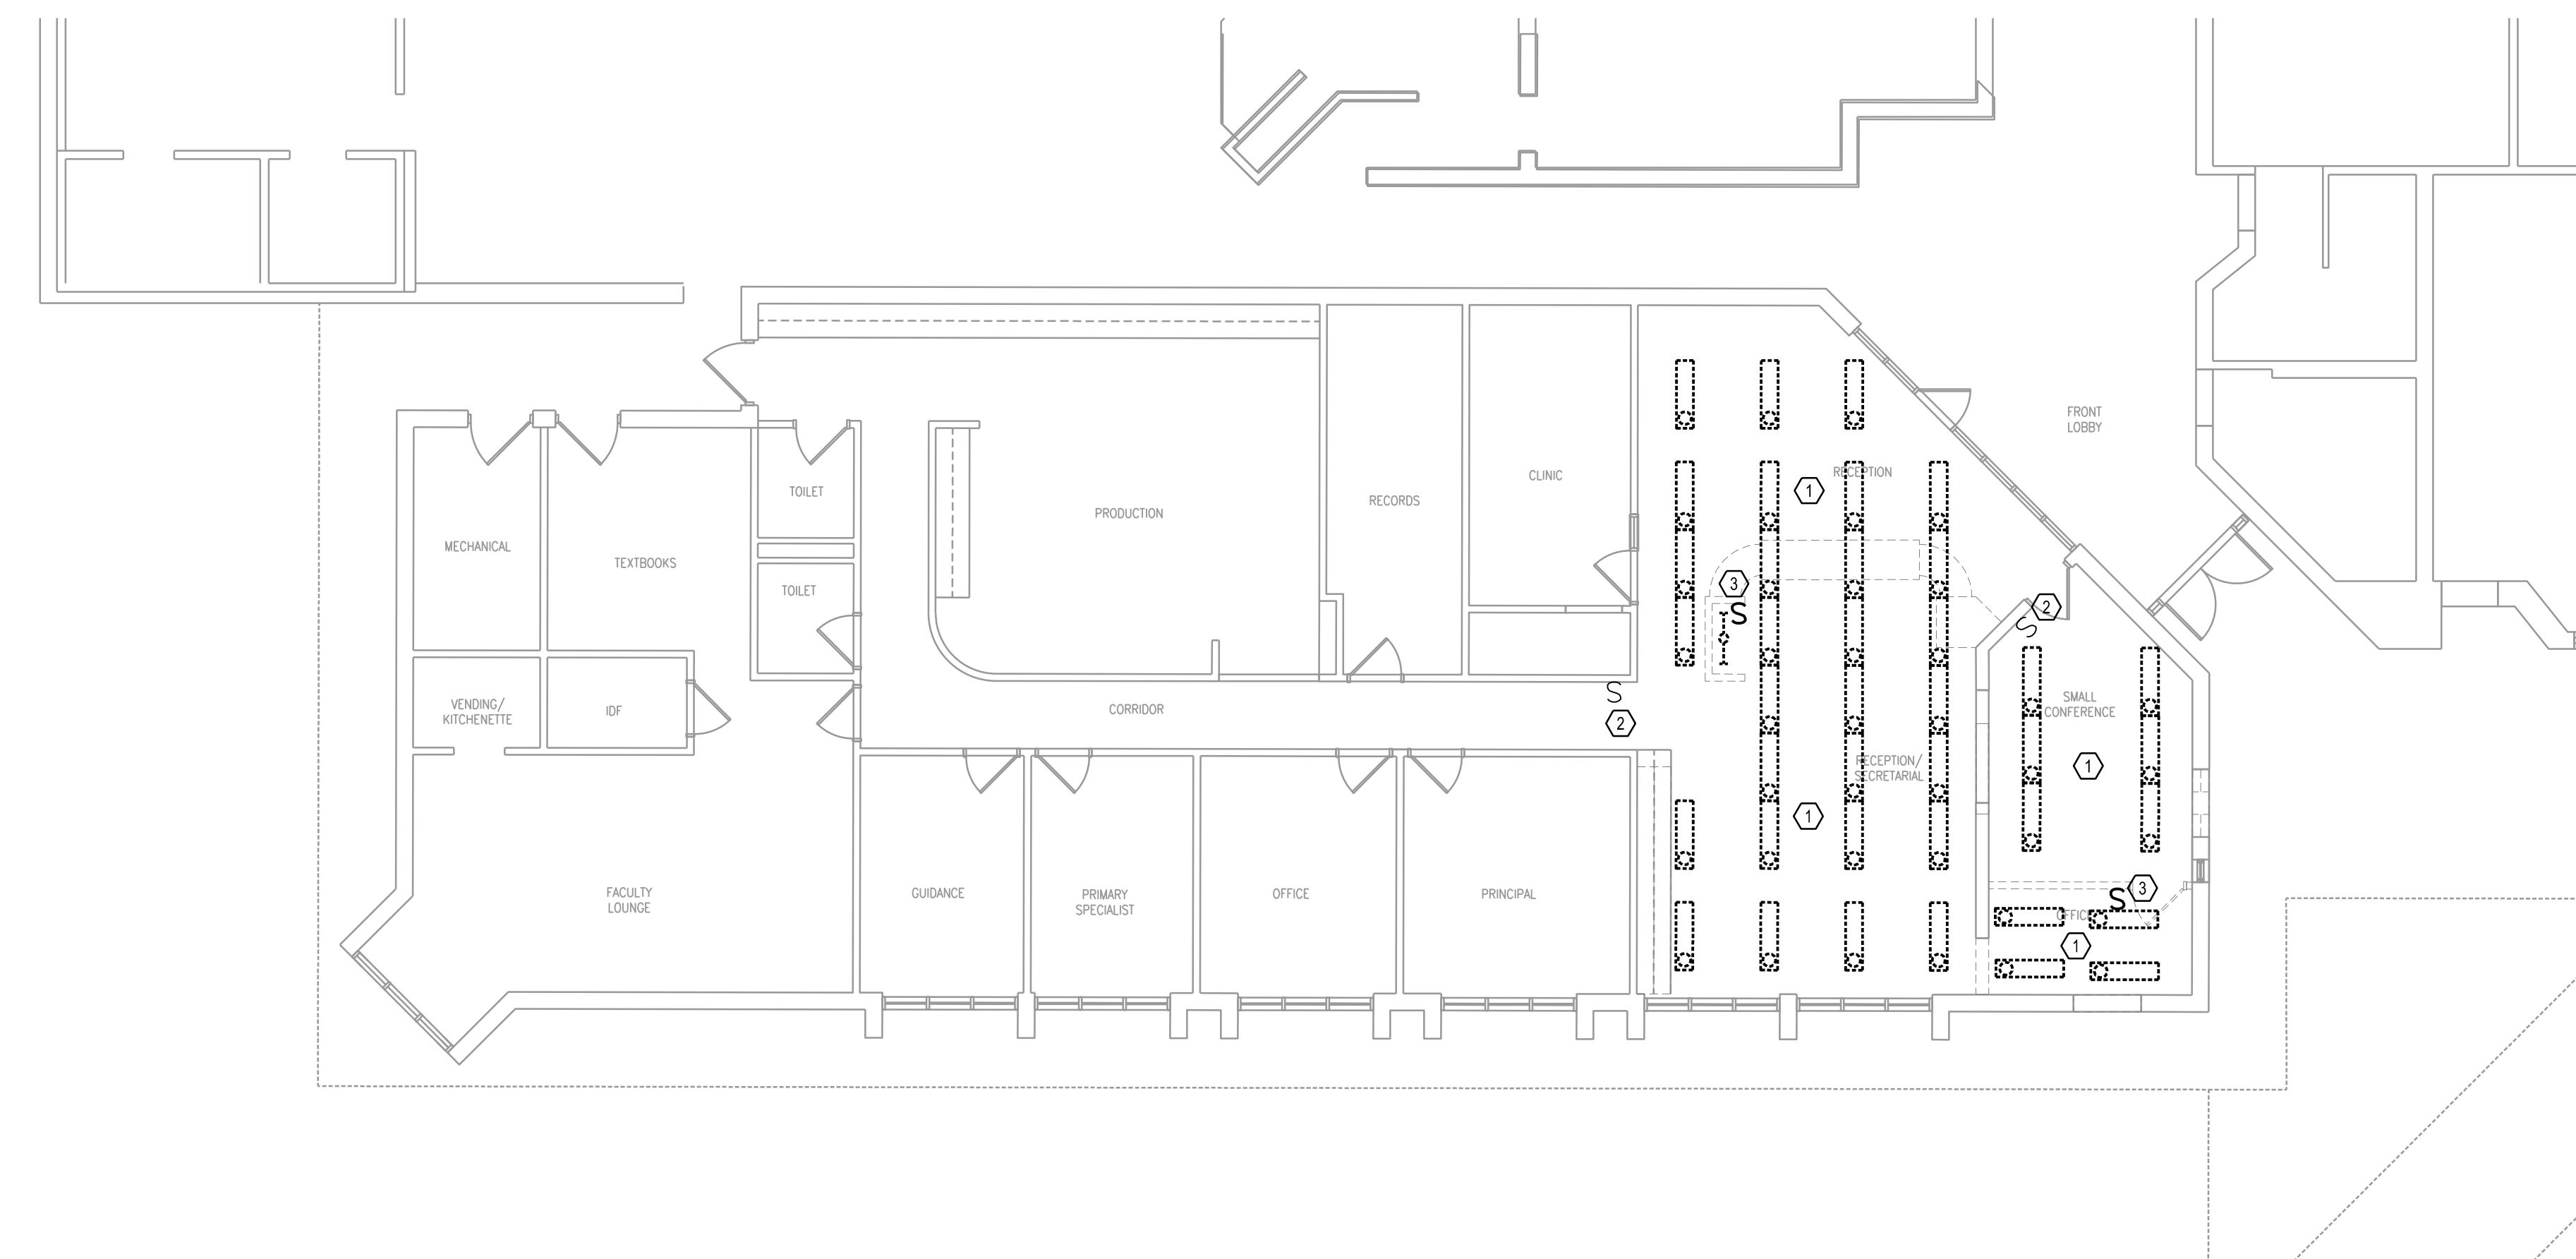 FRONT
LOBBY
RECEPTION
1
CLINIC
RECORDS
PRODUCTION
TOILET
MECHANICAL
TEXTBOOKS
TOILET
3
S
2
S
S
2
CORRIDOR
VENDING/
KITCHENETTE
IDF
SMALL
CONFERENCE
1
RECEPTION/
SECRETARIAL
1
FACULTY
LOUNGE
GUIDANCE
PRIMARY
SPECIALIST
OFFICE
PRINCIPAL
3
S
OFFICE
1